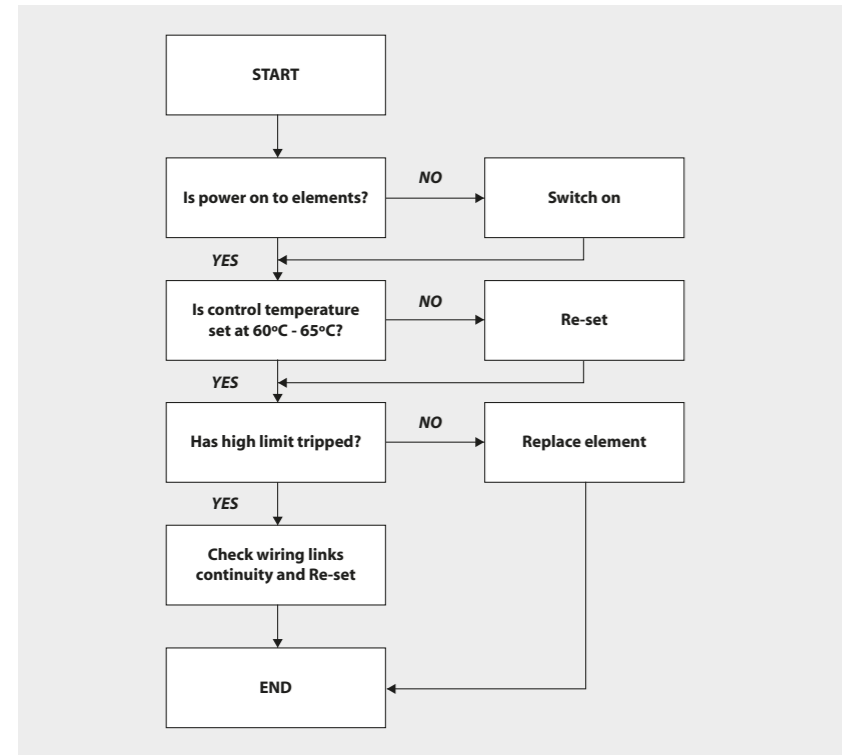 START
Is power on to elements?
NO
Switch on
YES
Is control temperature
set at 60ºC - 65ºC?
NO
Re-set
YES
Has high limit tripped?
NO
Replace element
YES
Check wiring links
continuity and Re-set
END